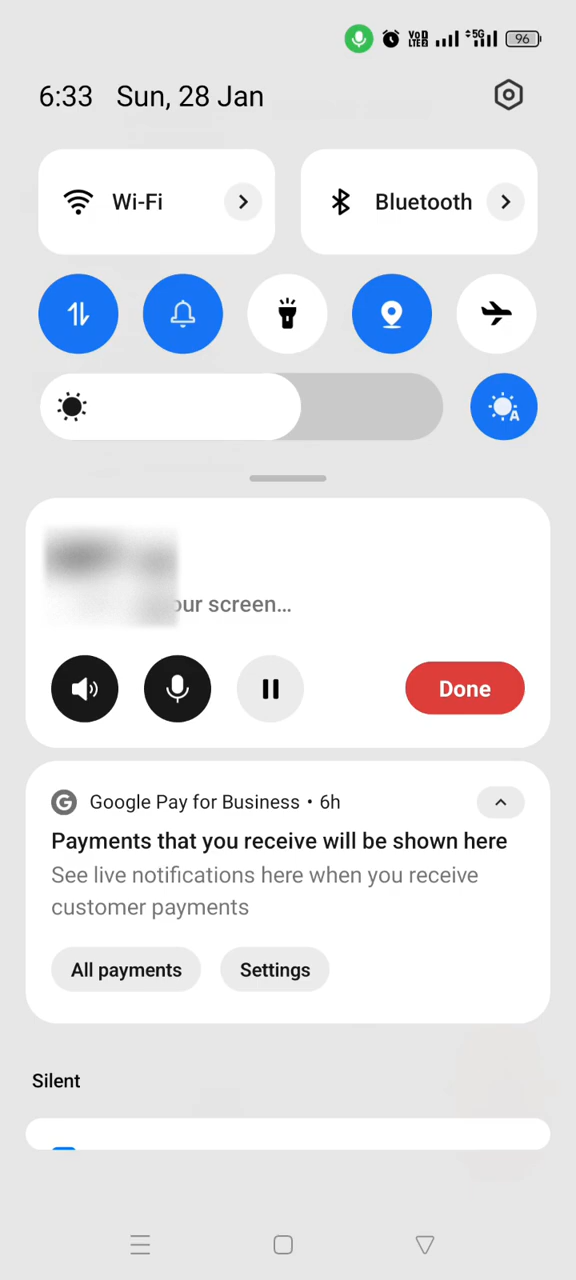 VoD
LTE2
5G
96
6:33 Sun, 28 Jan
Wi-Fi
Bluetooth
A
screen...
Done
G Google Pay for Business • 6h
Payments that you receive will be shown here
See live notifications here when you receive
customer payments
All payments
Settings
Silent